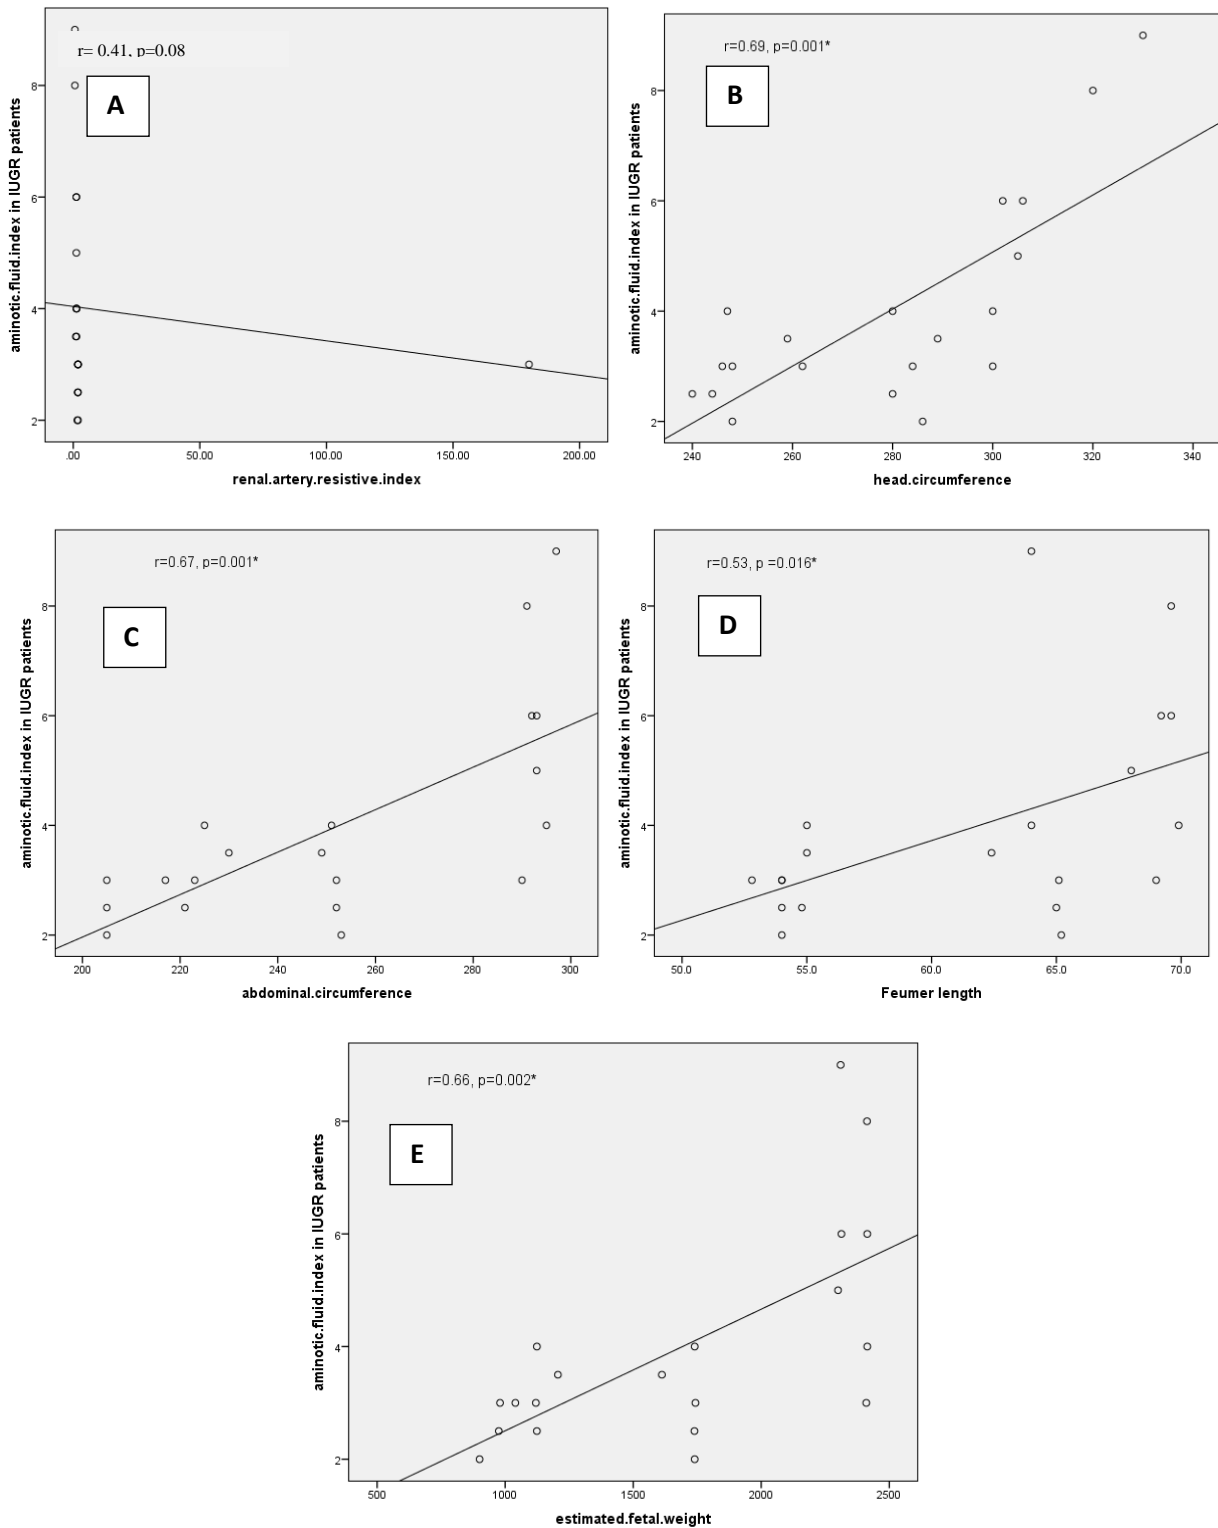 r= 0.41, p=0.08
A
8
6
4
2
.00 50.00 100.00 150.00 200.00
renal.artery.resistive.index
aminotic.fluid.index in IUGR patients
r=0.69, p=0.001*
B
8
6
4
2
240 260 280 300 320 340
head.circumference
aminotic.fluid.index in IUGR patients
r=0.67, p=0.001*
C
8
6
4
2
200 220 240 260 280 300
abdominal.circumference
aminotic.fluid.index in IUGR patients
r=0.53, p =0.016*
D
8
6
4
2
50.0 55.0 60.0 65.0 70.0
Feumer length
aminotic.fluid.index in IUGR patients
r=0.66, p=0.002*
E
8
6
4
2
500 1000 1500 2000 2500
estimated.fetal.weight
aminotic.fluid.index in IUGR patients